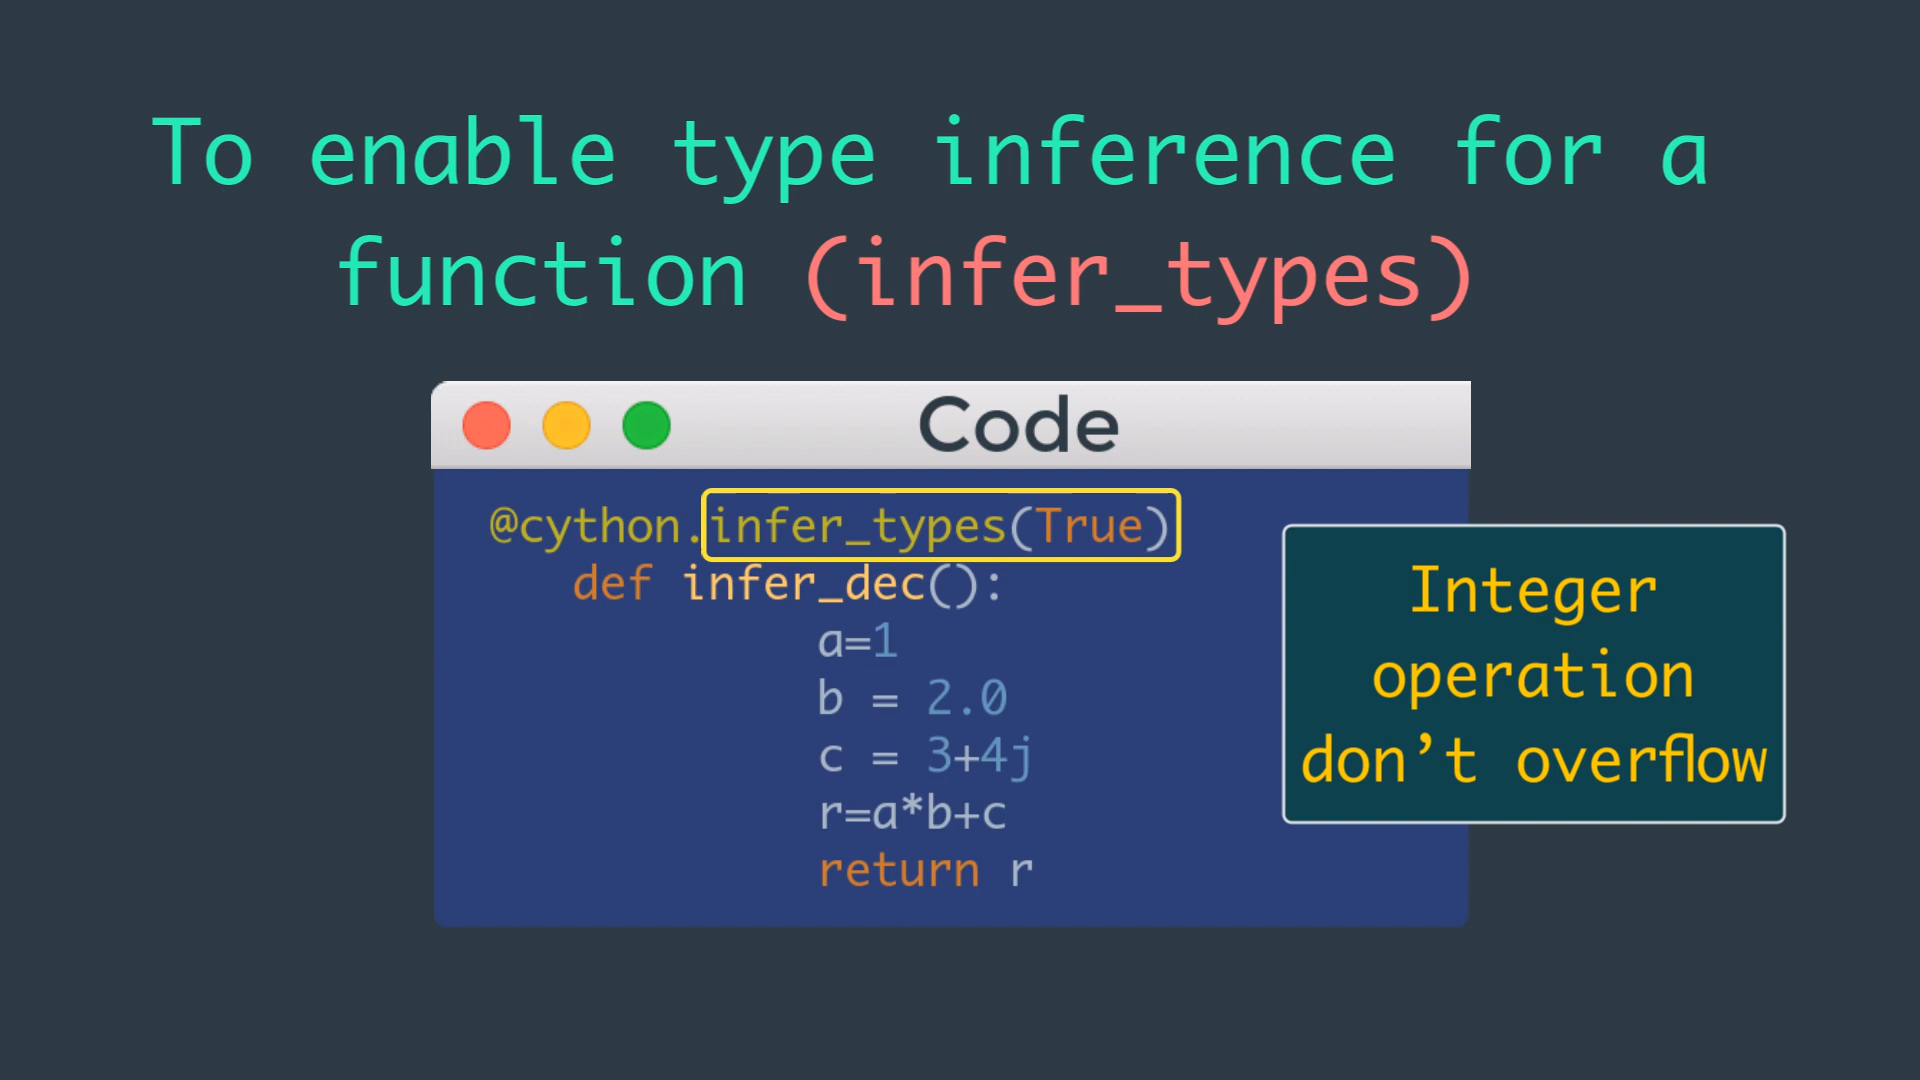 To enable type inference for a
function (infer_types)
Code
@cython.infer_types(True)
def infer_dec():
a=1
b = 2.0
c = 3+4j
r=a*b+c
return r
Integer
operation
don’t overflow